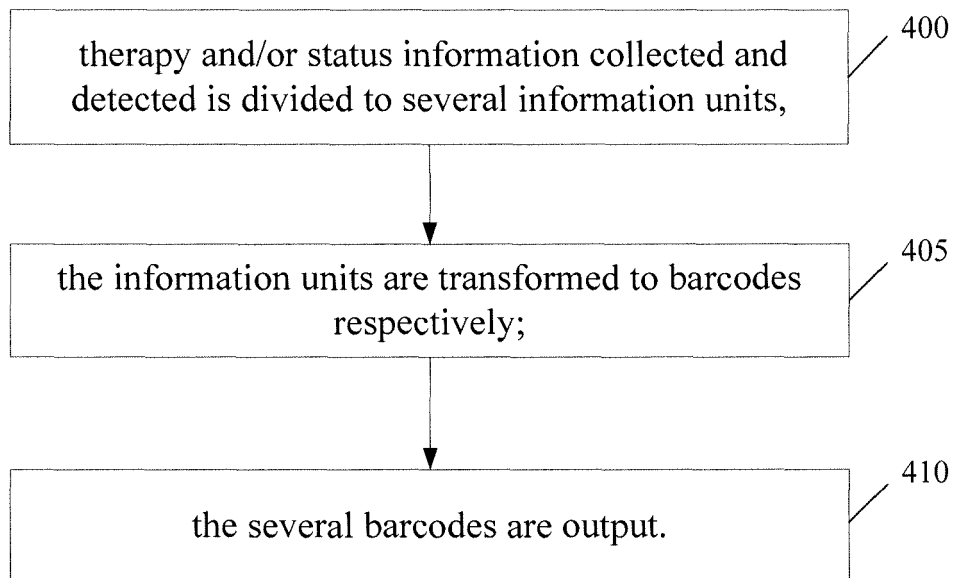 400
therapy and/or status information collected and
detected is divided to several information units,
405
the information units are transformed to barcodes
respectively;
410
the several barcodes are output.